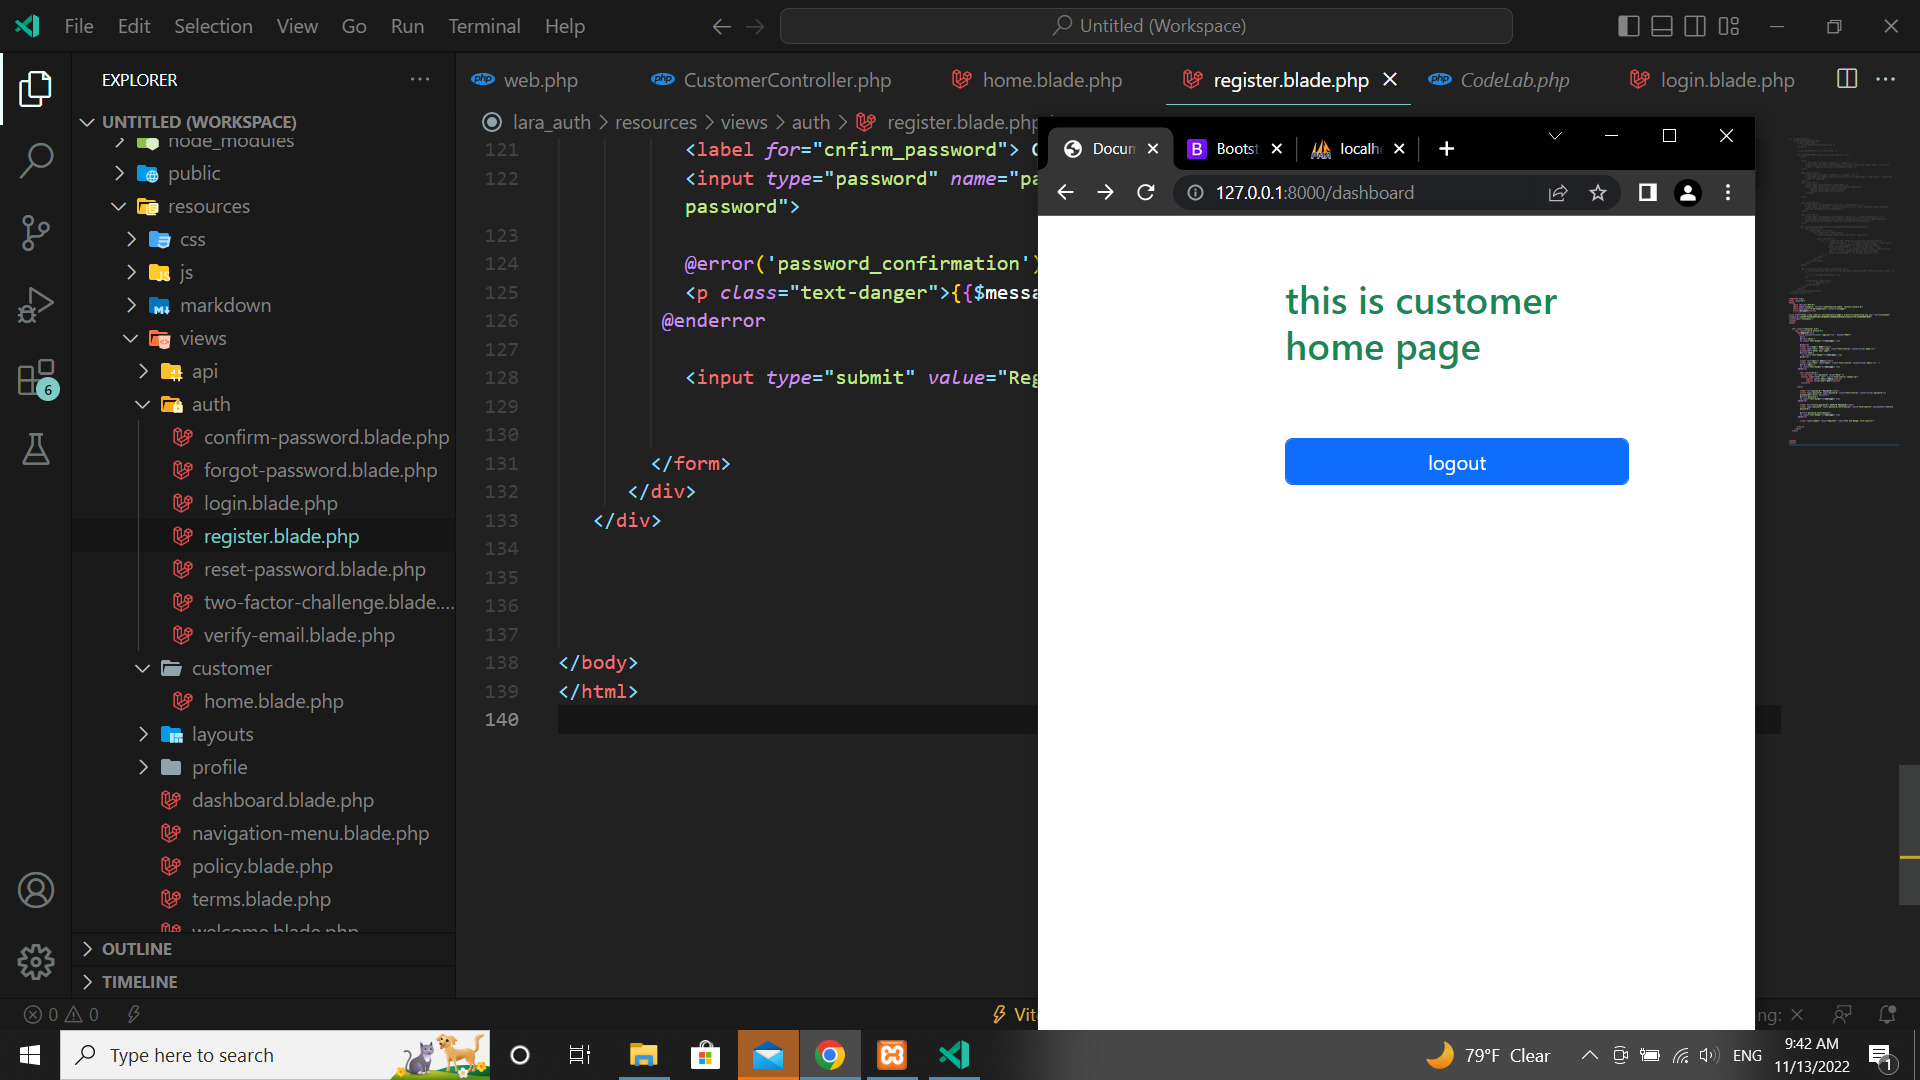 File Edit Selection View Go Run Terminal Help
Untitled (Workspace)
EXPLORER
web.php
CustomerController.php
home.blade.php
register.blade.php
CodeLab.php
login.blade.php
UNTITLED (WORKSPACE)
node_modules
public
resources
css
js
markdown
views
api
auth
confirm-password.blade.php
forgot-password.blade.php
login.blade.php
register.blade.php
reset-password.blade.php
two-factor-challenge.blade....
verify-email.blade.php
customer
home.blade.php
layouts
profile
dashboard.blade.php
navigation-menu.blade.php
policy.blade.php
terms.blade.php
welcome.blade.php
OUTLINE
TIMELINE
6
lara_auth > resources > views > auth > register.blade.php
121 <label for="cnfirm_password"> C
122 <input type="password" name="pa
password">
123
124 @error('password_confirmation')
125 <p class="text-danger">{{$messa
126 @enderror
127
128 <input type="submit" value="Reg
129
130
131 </form>
132 </div>
133 </div>
134
135
136
137
138 </body>
139 </html>
140
Docum
Bootst
localh
127.0.0.1:8000/dashboard
this is customer
home page
logout
0 0
Vit
ng:
Type here to search
79°F Clear
ENG
9:42 AM
11/13/2022
1